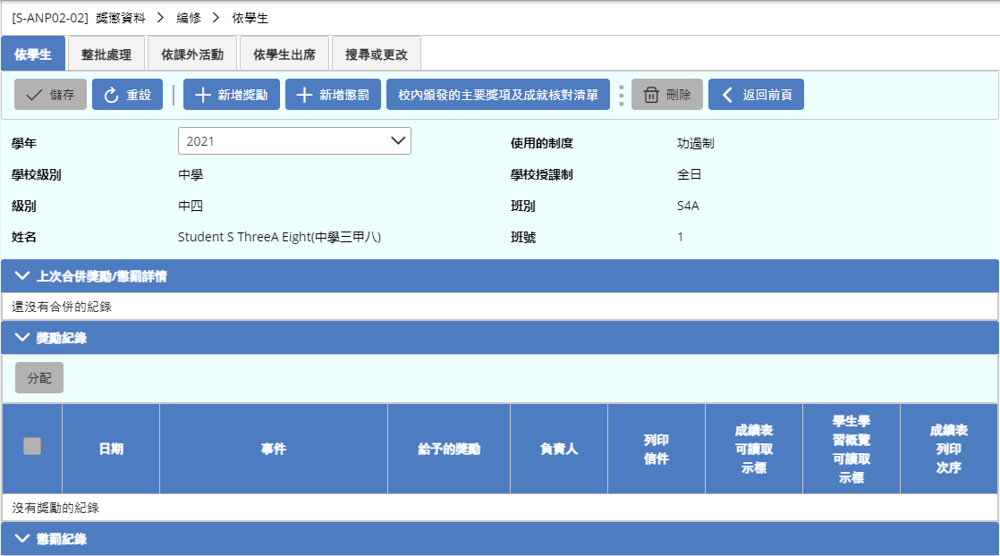 [S-ANP02-02] 獎懲資料 > 編修 > 依學生
依學生 整批處理 依課外活動 依學生出席 搜尋或更改
儲存 重設 新增獎勵 新增懲罰 校內頒發的主要獎項及成就核對清單 刪除 返回前頁
學年 2021 使用的制度 功過制
學校級別 中學 學校授課制 全日
級別 中四 班別 S4A
姓名 Student S ThreeA Eight(中學三甲八) 班號 1
上次合併獎勵/懲罰詳情
還沒有合併的紀錄
獎勵紀錄
分配
日期 事件 給予的獎勵 負責人
列印
信件
成績表
可讀取
示標
學生學
習概覽
可讀取
示標
成績表
列印
次序
沒有獎勵的紀錄
懲罰紀錄